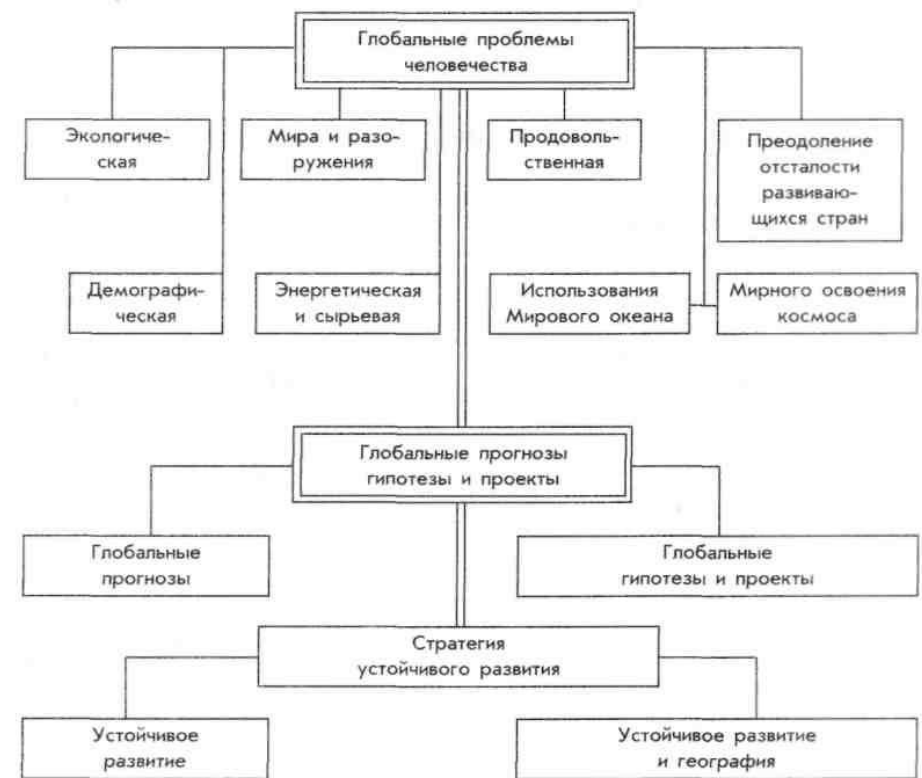 Глобальные проблемы
человечества
Экологиче-
ская
Мира и разо-
ружения
Продоволь-
ственная
Преодоление
отсталости
развиваю-
щихся стран
Демографи-
ческая
Энергетическая
и сырьевая
Использования
Мирового океана
Мирного освоения
космоса
Глобальные прогнозы
гипотезы и проекты
Глобальные
прогнозы
Глобальные
гипотезы и проекты
Стратегия
устойчивого развития
Устойчивое
развитие
Устойчивое развитие
и география